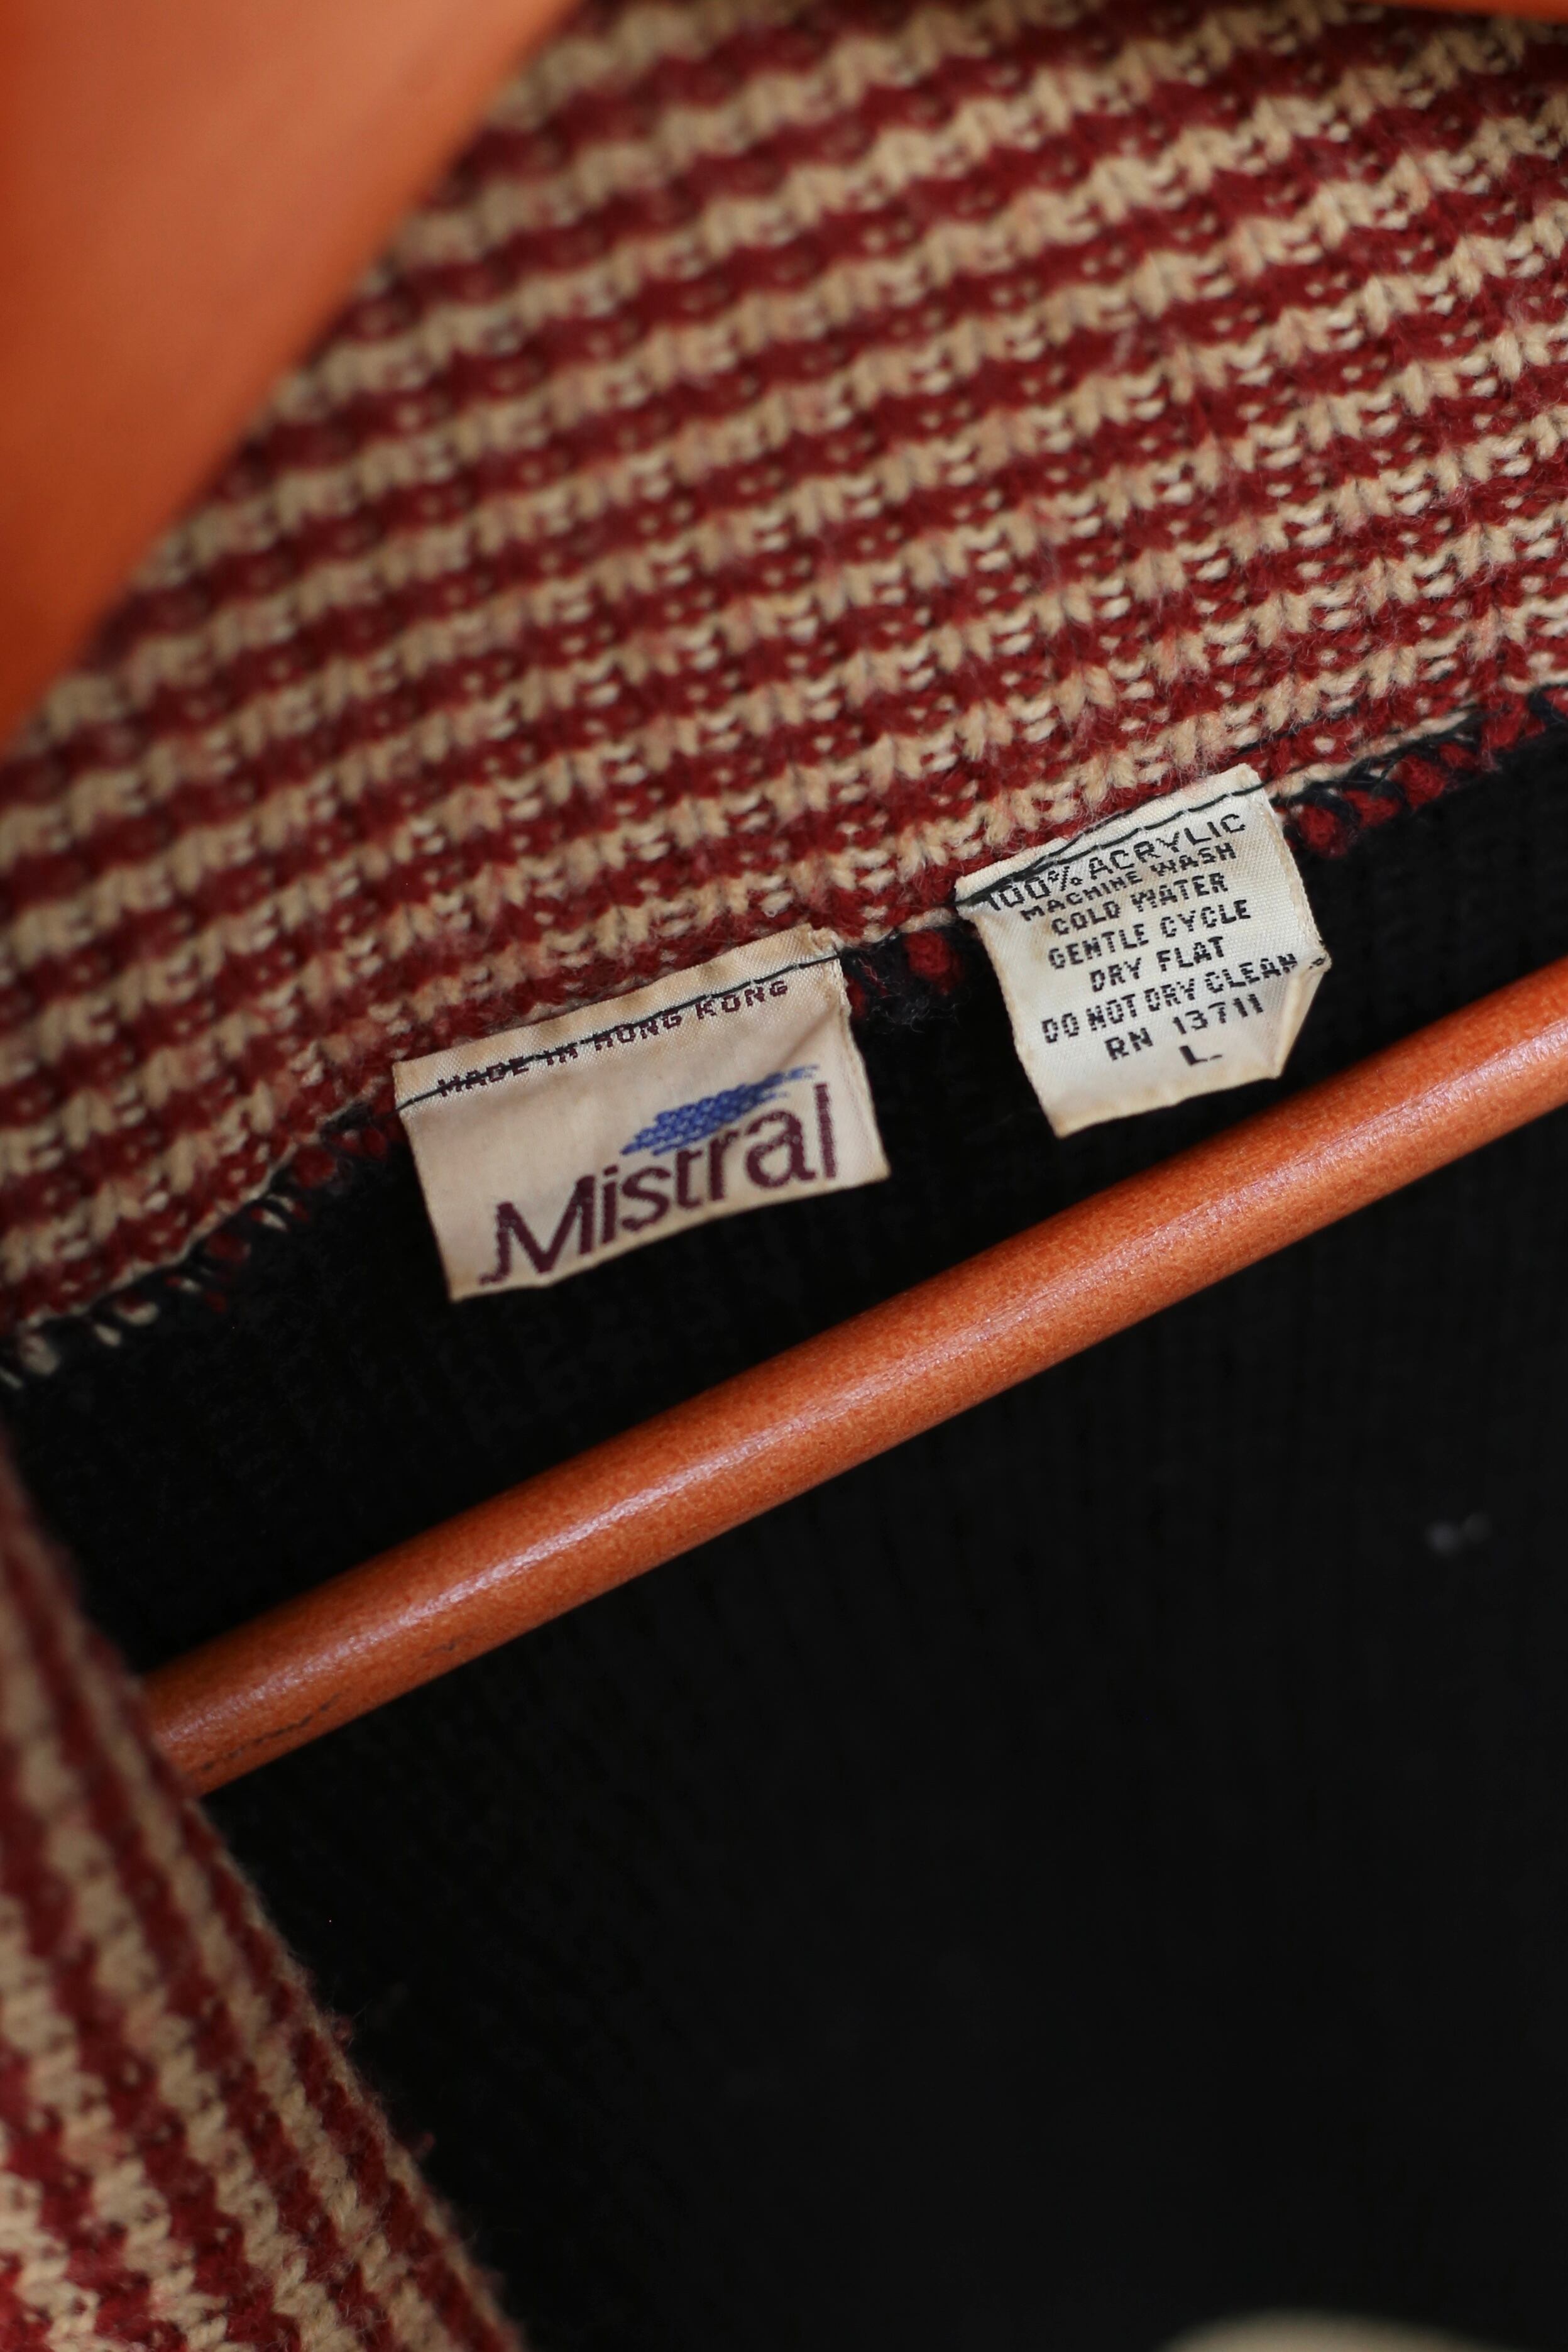 MADE IN HONG KONG
Mistral
100% ACRYLIC
MACHINE WASH
COLD WATER
GENTLE CYCLE
DRY FLAT
DO NOT DRY CLEAN
RN 13711
L